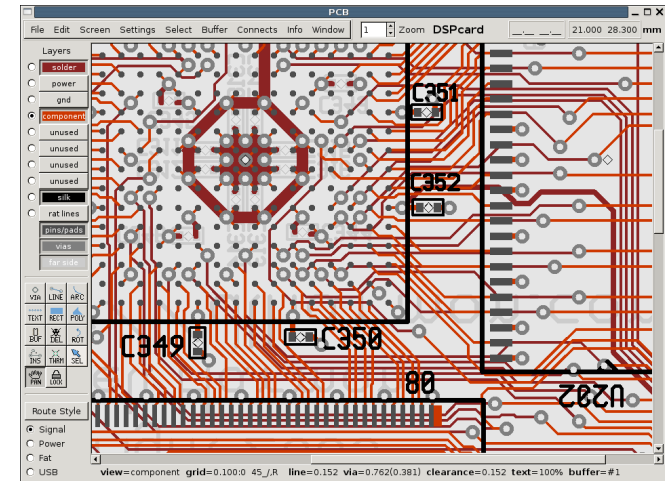 PCB
File Edit Screen Settings Select Buffer Connects Info Window 1 Zoom DSPcard __.__ __.__ 21.000 28.300 mm
Layers
solder
power
gnd
component
unused
unused
unused
unused
silk
rat lines
pins/pads
vias
far side
VIA LINE ARC
TEXT RECT POLY
BUF DEL ROT
INS THRM SEL
PAN LOCK
Route Style
Signal
Power
Fat
USB
C351
C352
C349
C350
80
U202
view=component grid=0.100:0 45_/,R line=0.152 via=0.762(0.381) clearance=0.152 text=100% buffer=#1